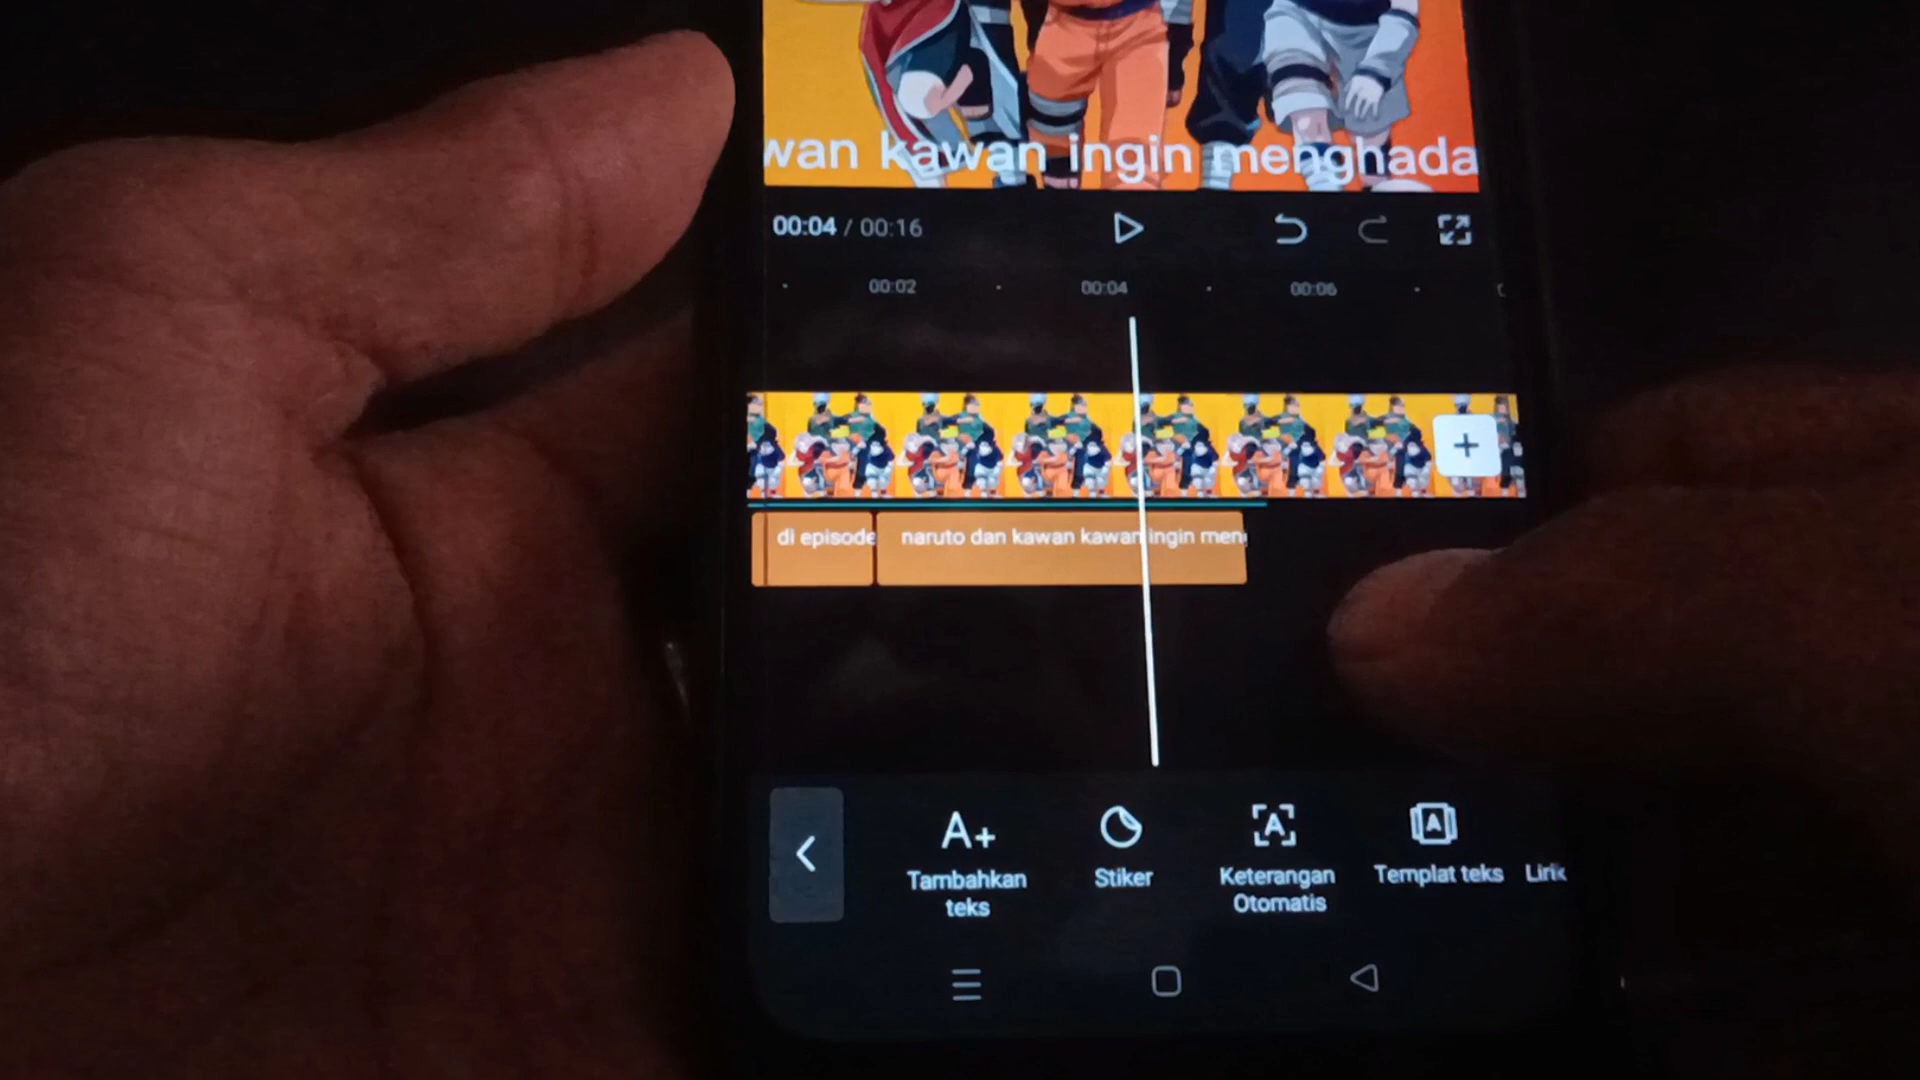 wan kawan ingin menghada
00:04 / 00:16
00:02 00:04 00:06
di episode naruto dan kawan kawan ingin men
A+ A A
Tambahkan teks
Stiker
Keterangan Otomatis
Templat teks
Lirik